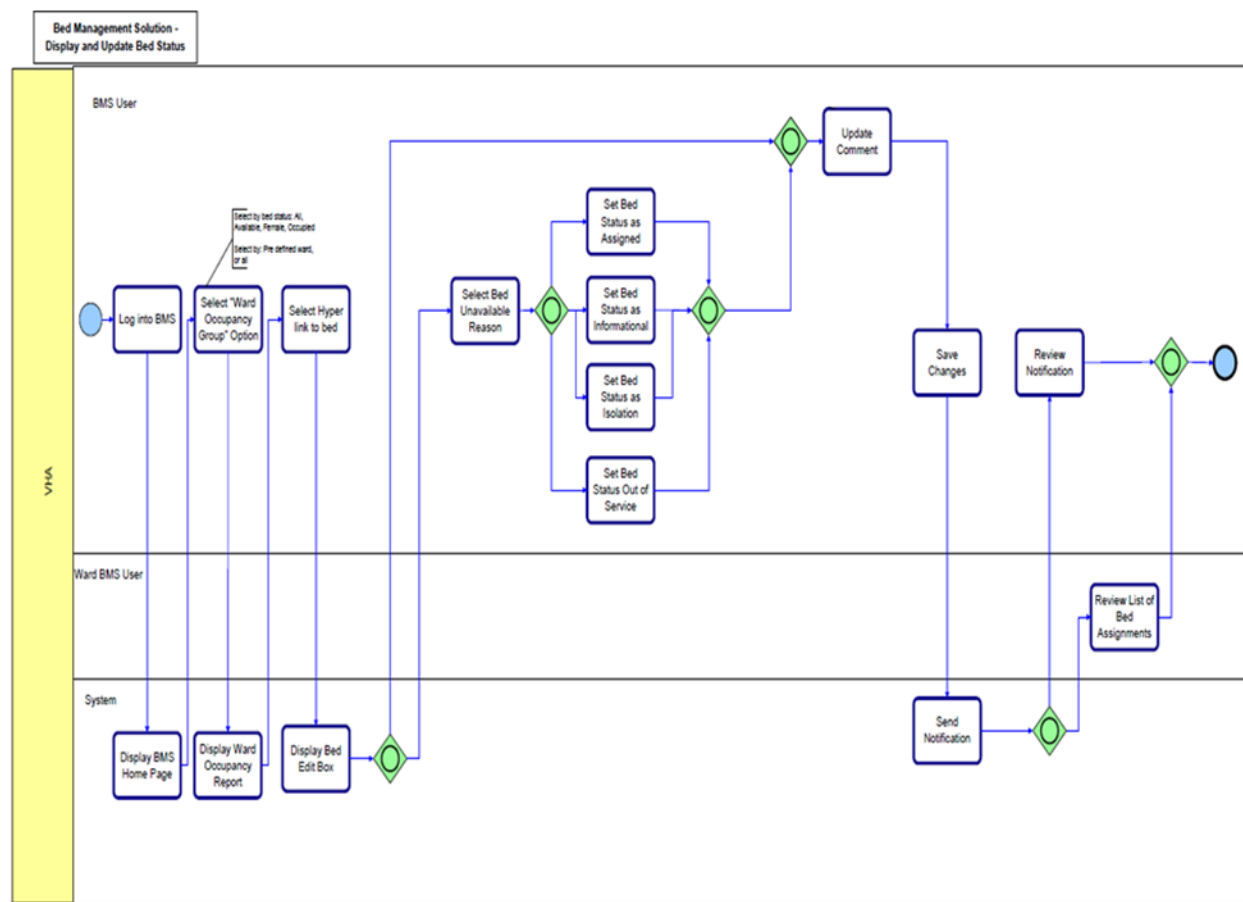 Bed Management Solution -
Display and Update Bed Status
VHA
BMS User
Select by bed status: All,
Available, Female, Occupied
Select by: Pre defined ward,
or all
Log into BMS
Select "Ward
Occupancy
Group" Option
Select Hyper
link to bed
Select Bed
Unavailable
Reason
Set Bed
Status as
Assigned
Set Bed
Status as
Informational
Set Bed
Status as
Isolation
Set Bed
Status Out of
Service
Update
Comment
Save
Changes
Review
Notification
Ward BMS User
Review List of
Bed
Assignments
System
Display BMS
Home Page
Display Ward
Occupancy
Report
Display Bed
Edit Box
Send
Notification